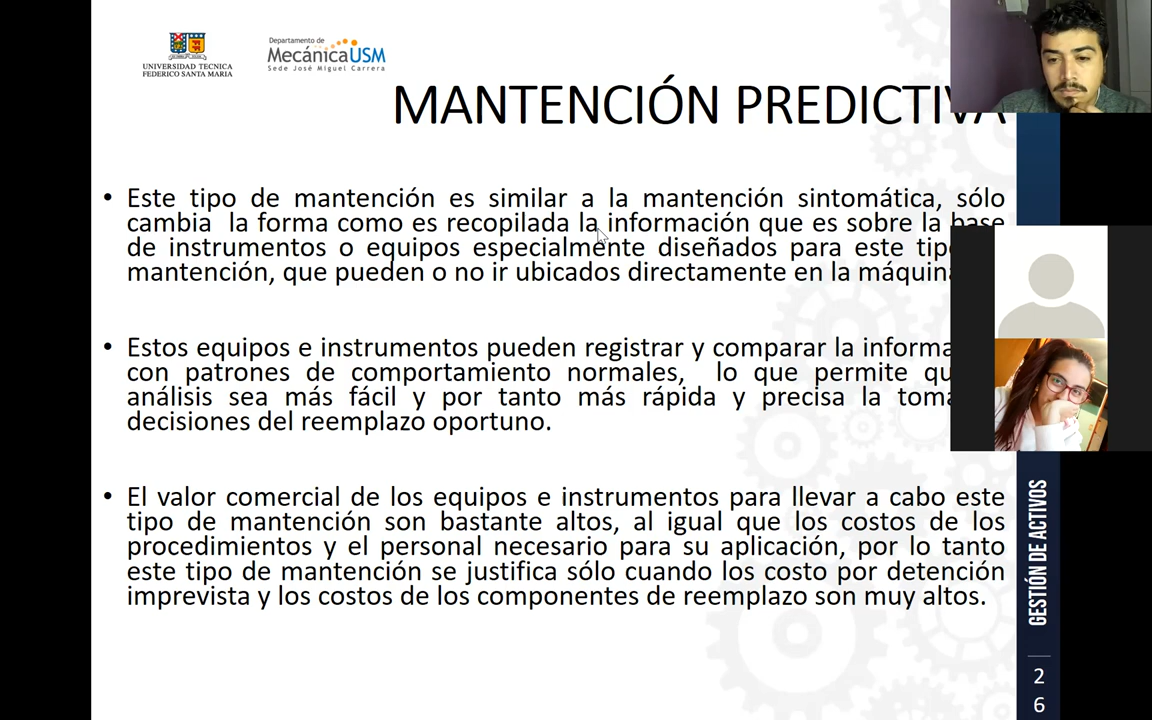 UNIVERSIDAD TECNICA
FEDERICO SANTA MARIA
Departamento de
MecánicaUSM
Sede José Miguel Carrera
MANTENCIÓN PREDICTIVA
• Este tipo de mantención es similar a la mantención sintomática, sólo
cambia la forma como es recopilada la información que es sobre la base
de instrumentos o equipos especialmente diseñados para este tipo
mantención, que pueden o no ir ubicados directamente en la máquina
• Estos equipos e instrumentos pueden registrar y comparar la
con patrones de comportamiento normales, lo que permite
análisis sea más fácil y por tanto más rápida y precisa la
decisiones del reemplazo oportuno.
• El valor comercial de los equipos e instrumentos para llevar a cabo este
tipo de mantención son bastante altos, al igual que los costos de los
procedimientos y el personal necesario para su aplicación, por lo tanto
este tipo de mantención se justifica sólo cuando los costo por detención
imprevista y los costos de los componentes de reemplazo son muy altos.
GESTIÓN DE ACTIVOS
2
6